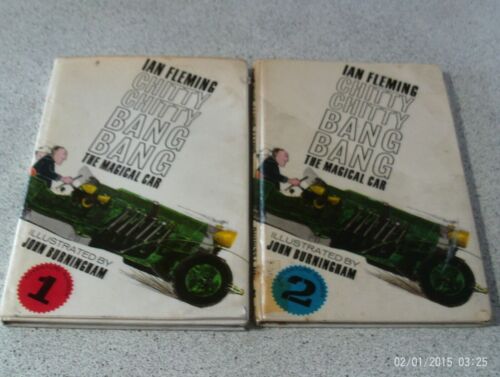 IAN FLEMING
CHITTY
CHITTY
BANG
BANG
THE MAGICAL CAR
ILLUSTRATED BY
JOHN BURNINGHAM
1
IAN FLEMING
CHITTY
CHITTY
BANG
BANG
THE MAGICAL CAR
ILLUSTRATED BY
JOHN BURNINGHAM
2
02/01/2015 03:25